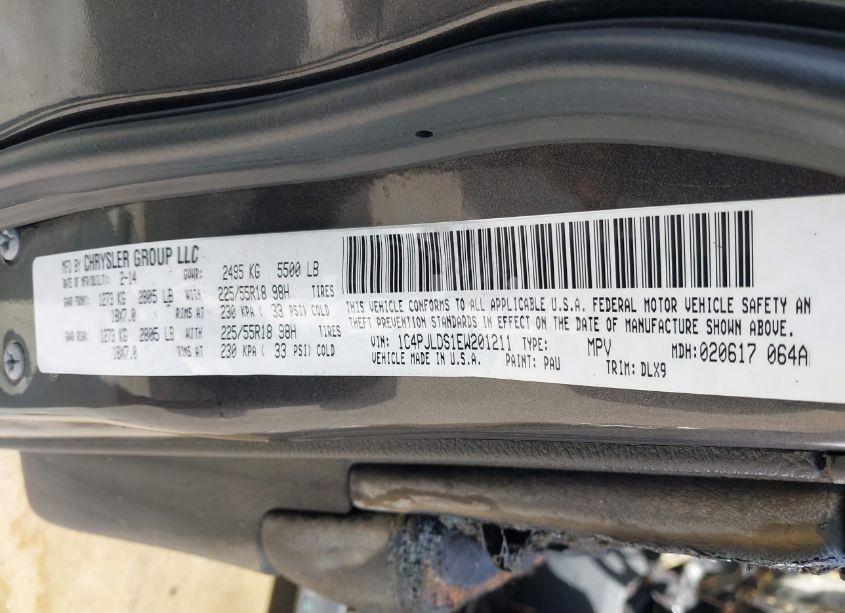 MFD BY CHRYSLER GROUP LLC
DATE OF MFR(BUILT): 2-14 GVWR: 2495 KG 5500 LB
GAWR FRONT: 1273 KG 2805 LB WITH 225/55R18 98H TIRES
18X7.0 RIMS AT 230 KPA ( 33 PSI) COLD
GAWR REAR: 1273 KG 2805 LB WITH 225/55R18 98H TIRES
18X7.0 RIMS AT 230 KPA ( 33 PSI) COLD
THIS VEHICLE CONFORMS TO ALL APPLICABLE U.S.A. FEDERAL MOTOR VEHICLE SAFETY AN
THEFT PREVENTION STANDARDS IN EFFECT ON THE DATE OF MANUFACTURE SHOWN ABOVE.
VIN: 1C4PJLDS1EW201211 TYPE: MPV MDH: 020617 064A
VEHICLE MADE IN U.S.A. PAINT: PAU TRIM: DLX9